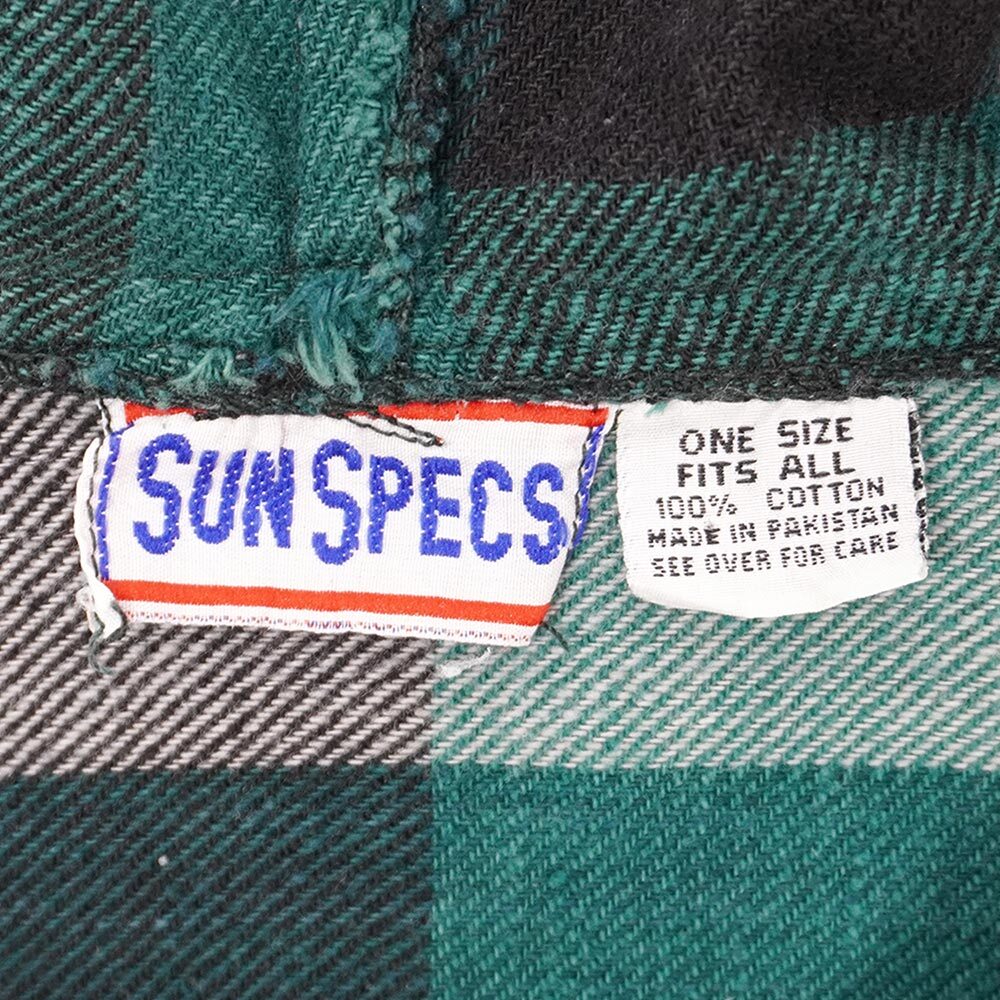 SUN SPECS
ONE SIZE
FITS ALL
100% COTTON
MADE IN PAKISTAN
SEE OVER FOR CARE